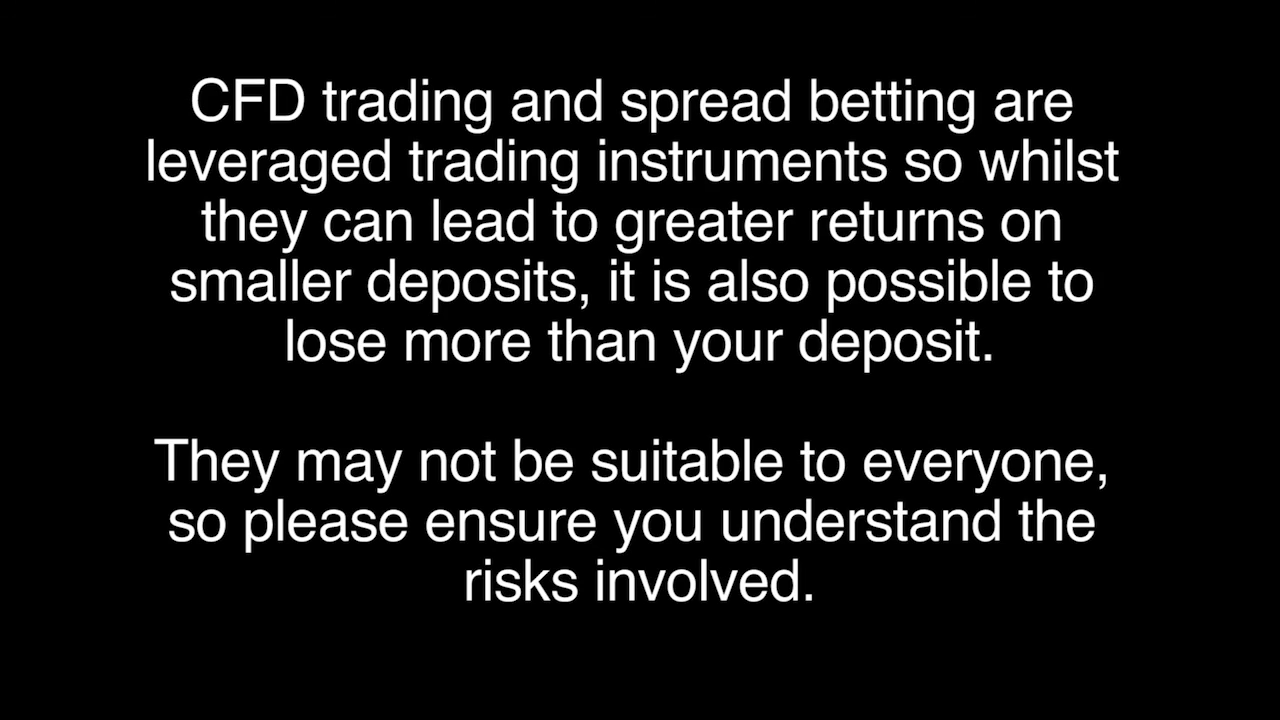 CFD trading and spread betting are
leveraged trading instruments so whilst
they can lead to greater returns on
smaller deposits, it is also possible to
lose more than your deposit.
They may not be suitable to everyone,
so please ensure you understand the
risks involved.